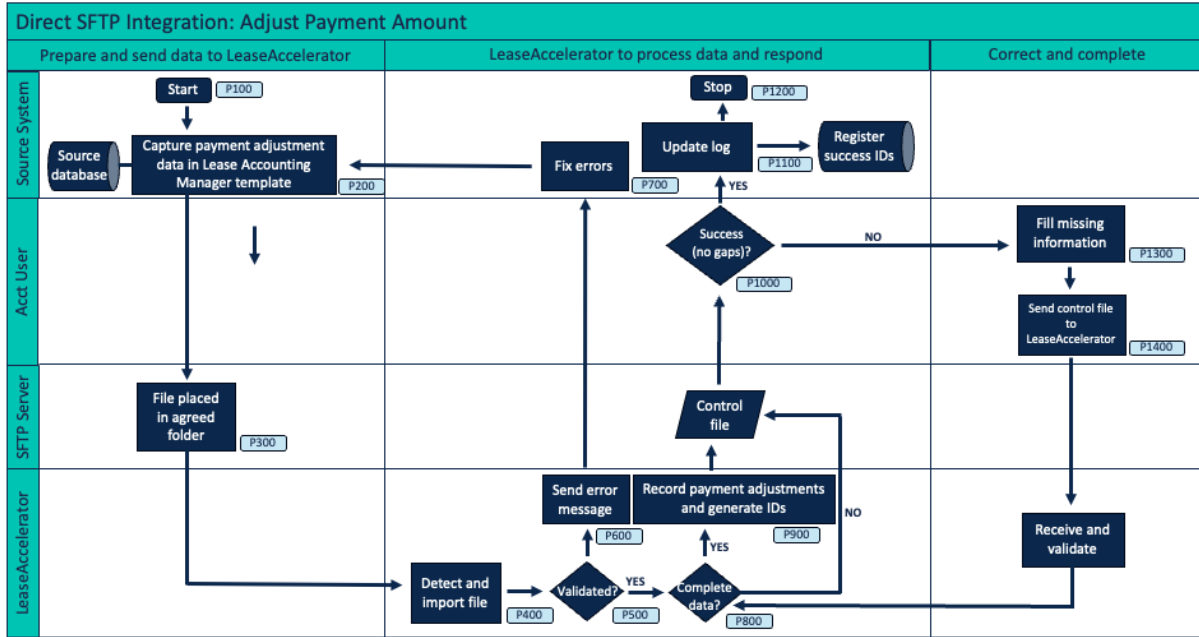 Direct SFTP Integration: Adjust Payment Amount
Prepare and send data to LeaseAccelerator
LeaseAccelerator to process data and respond
Correct and complete
Source System
Start
P100
Source
database
Capture payment adjustment
data in Lease Accounting
Manager template
P200
Fix errors
P700
Stop
P1200
Update log
P1100
Register
success IDs
YES
Acct User
Success
(no gaps)?
P1000
NO
Fill missing
information
P1300
Send control file
to
LeaseAccelerator
P1400
SFTP Server
File placed
in agreed
folder
P300
Control
file
LeaseAccelerator
Send error
message
P600
Record payment adjustments
and generate IDs
P900
NO
YES
Detect and
import file
P400
Validated?
P500
YES
Complete
data?
P800
Receive and
validate